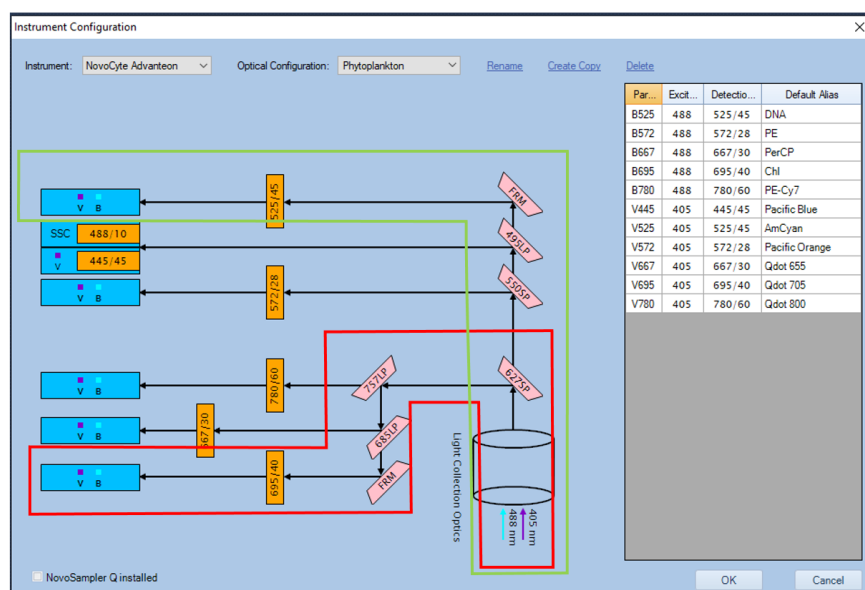 Instrument Configuration
Instrument: NovoCyte Advanteon Optical Configuration: Phytoplankton Rename Create Copy Delete
Par... Excit... Detectio... Default Alias
B525 488 525/45 DNA
B572 488 572/28 PE
B667 488 667/30 PerCP
B695 488 695/40 Chl
B780 488 780/60 PE-Cy7
V445 405 445/45 Pacific Blue
V525 405 525/45 AmCyan
V572 405 572/28 Pacific Orange
V667 405 667/30 Qdot 655
V695 405 695/40 Qdot 705
V780 405 780/60 Qdot 800
V B 525/45 FRM
SSC 488/10 495LP
V 445/45
V B 572/28 550SP
V B 780/60 757LP 627SP
V B 667/30 685LP
V B 695/40 FRM
Light Collection Optics
488 nm
405 nm
NovoSampler Q installed
OK Cancel